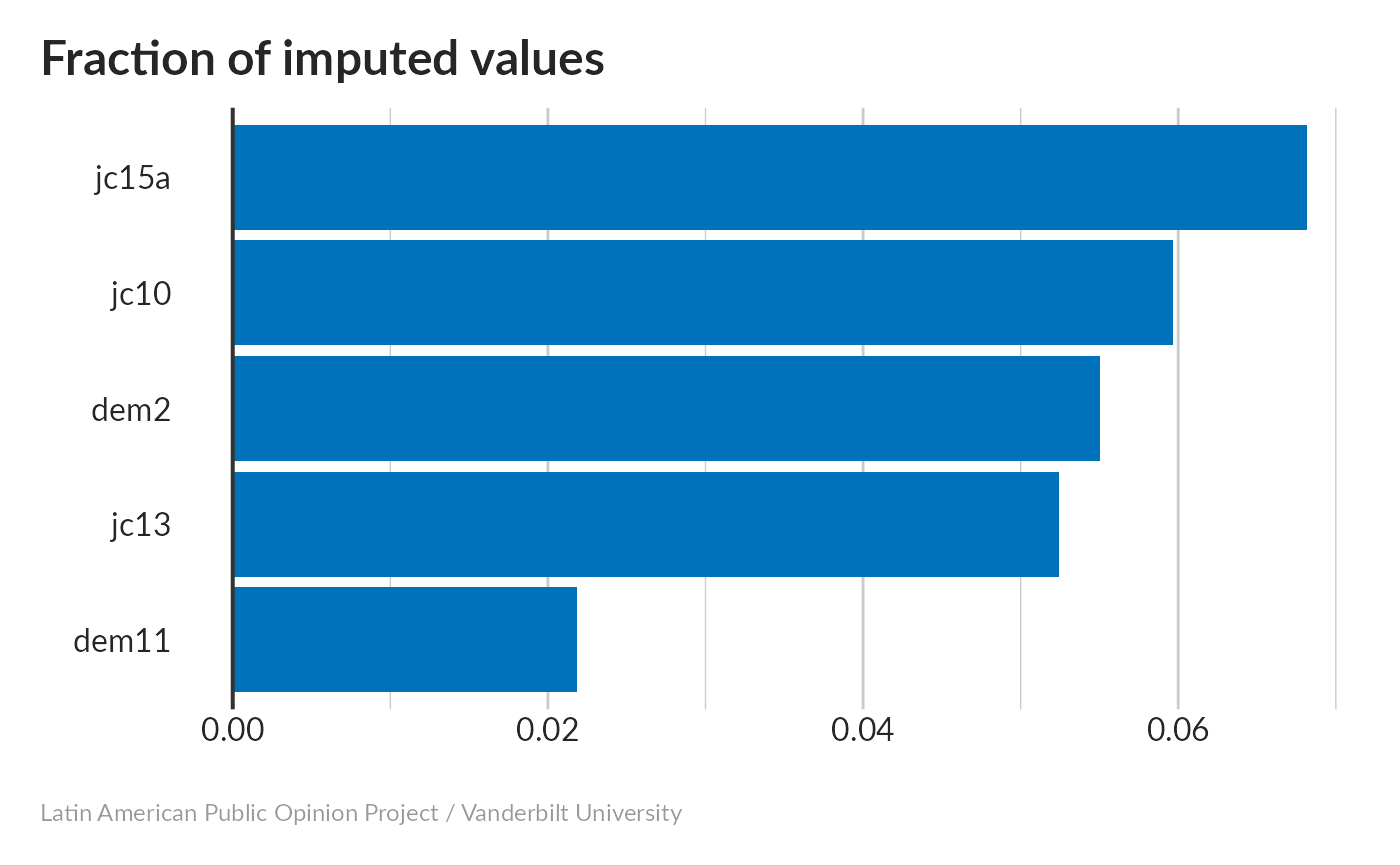 Fraction of imputed values
jc15a
jc10
dem2
jc13
dem11
0.00 0.02 0.04 0.06
Latin American Public Opinion Project / Vanderbilt University